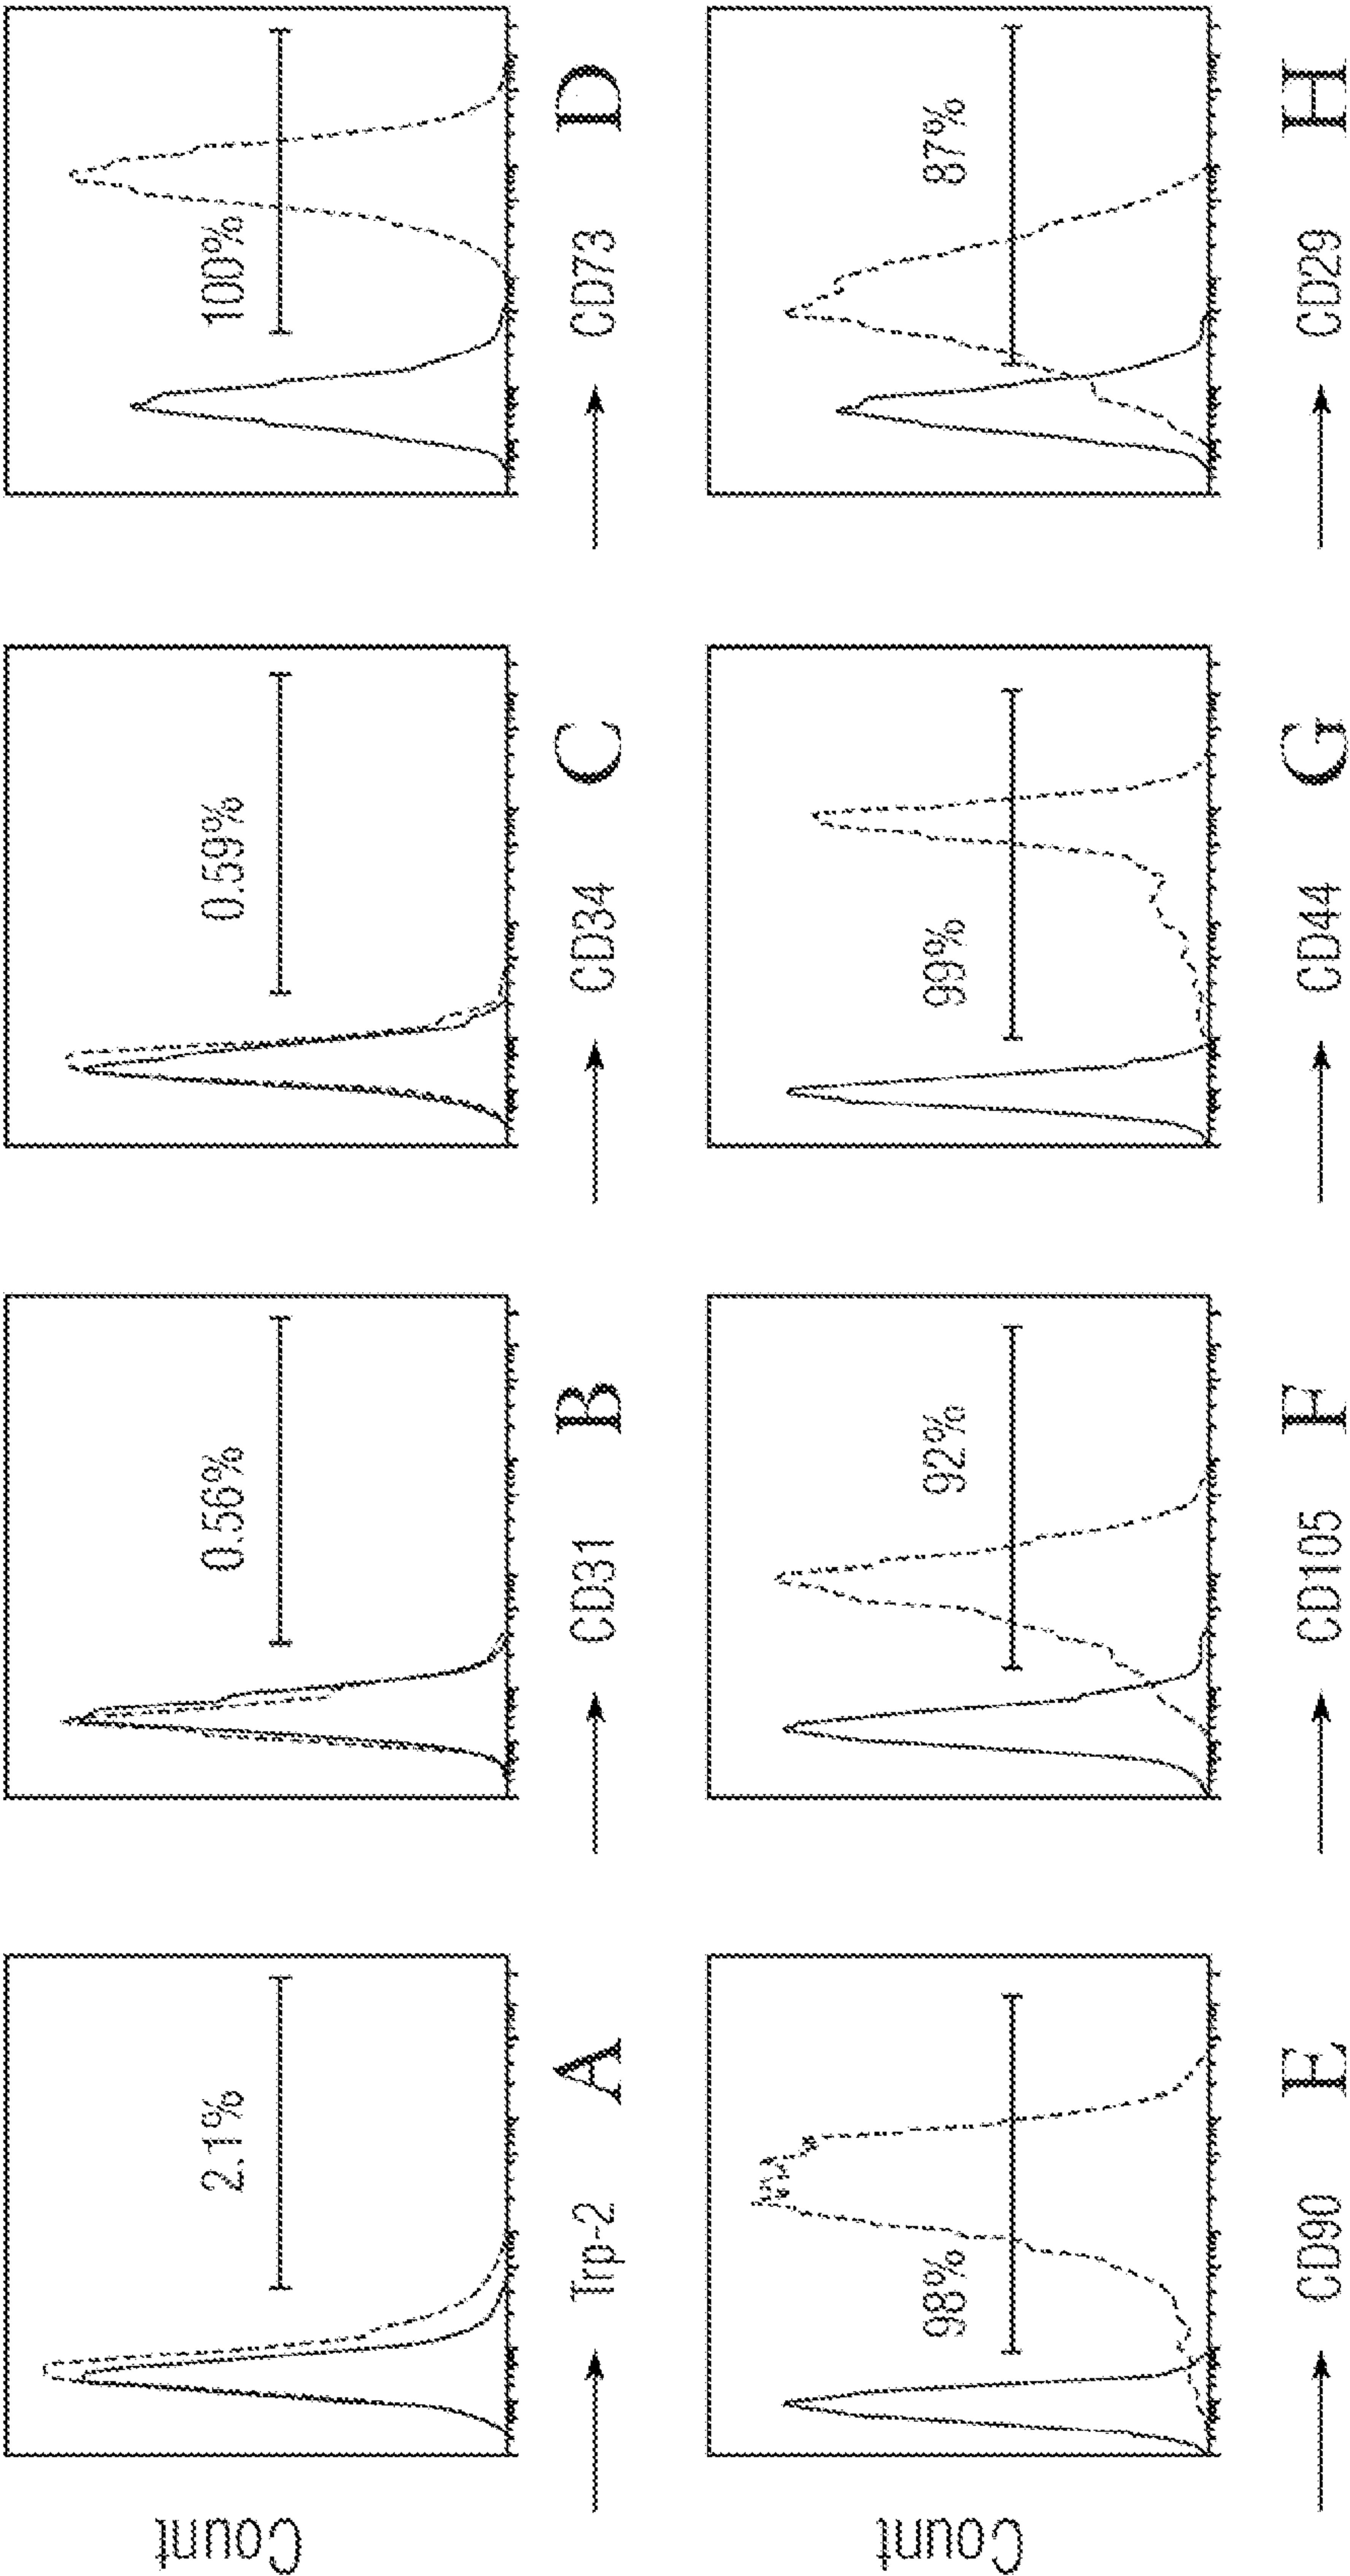 Count
2.1%
0.56%
0.59%
100%
Trp-2 A
CD31 B
CD34 C
CD73 D
Count
98%
92%
99%
87%
CD90 E
CD105 F
CD44 G
CD29 H